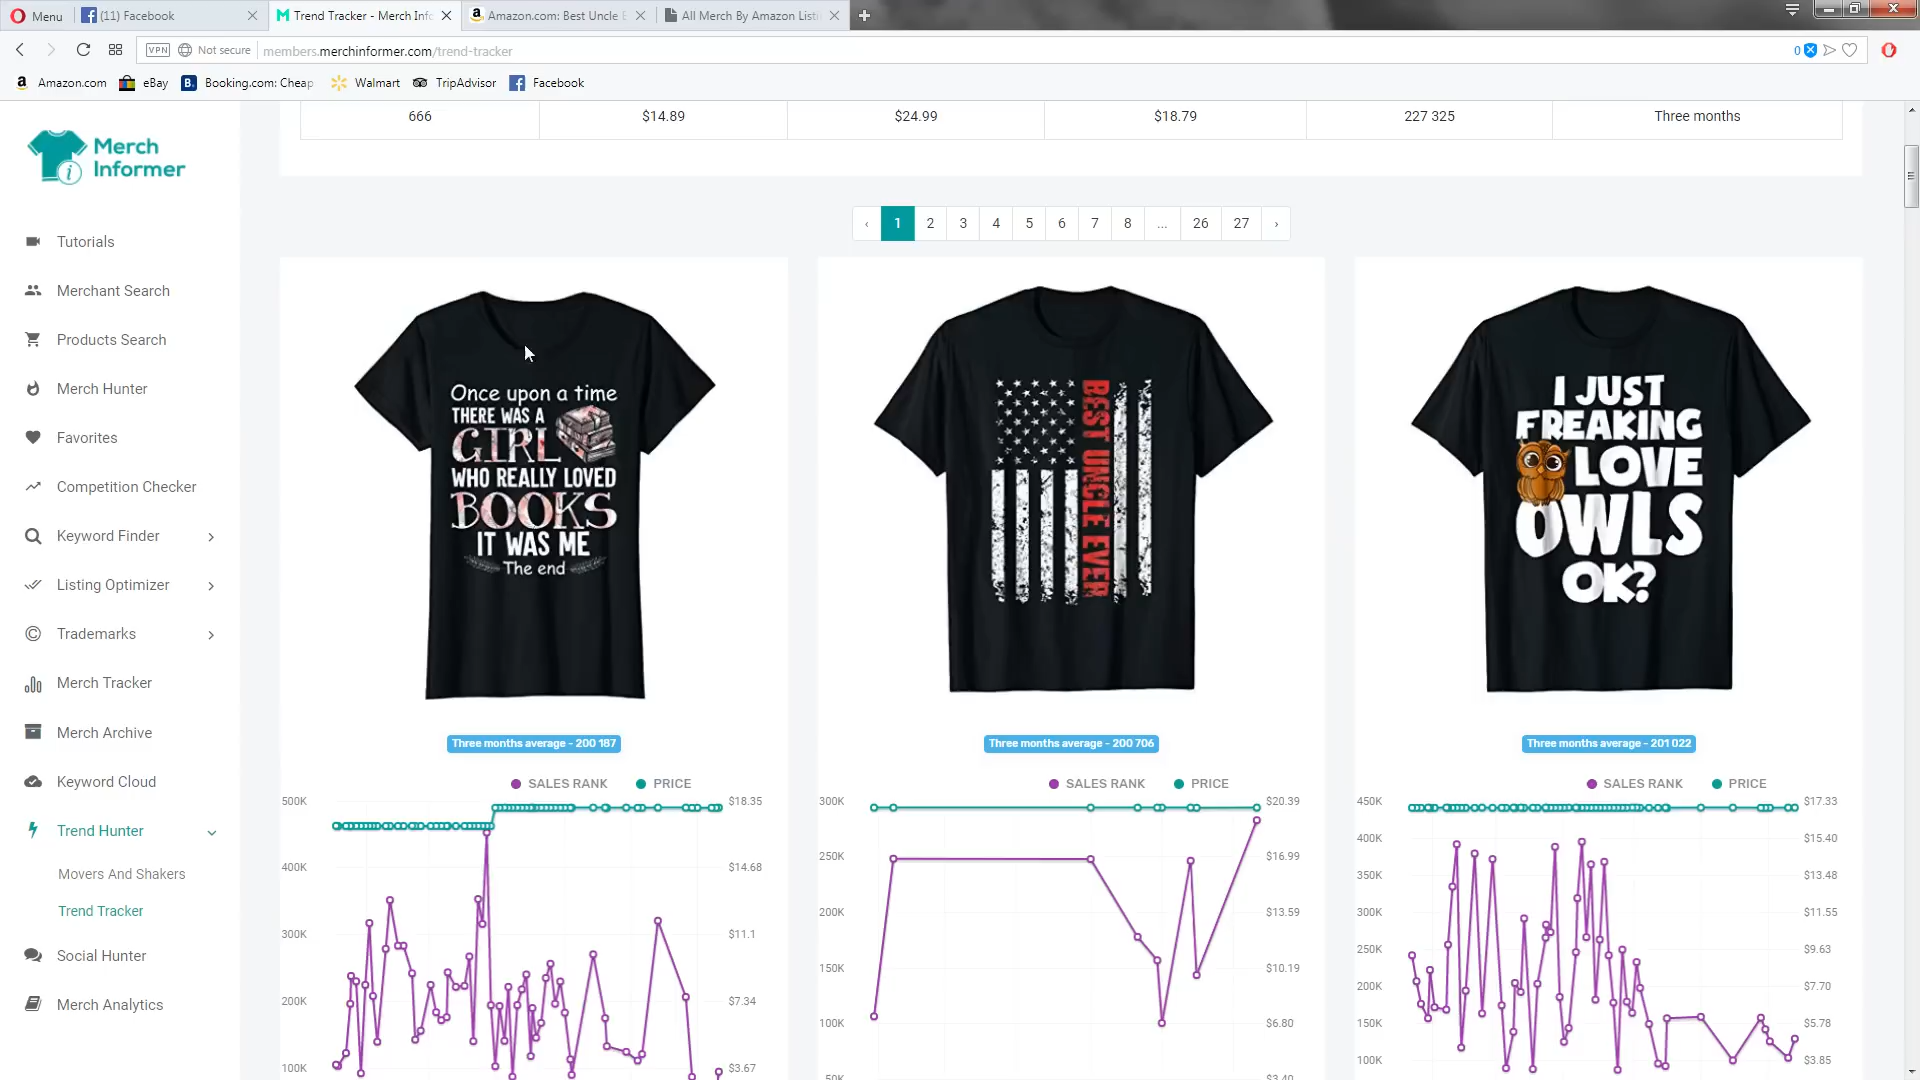 Menu
(11) Facebook
Trend Tracker - Merch Info
Amazon.com: Best Uncle E
All Merch By Amazon Listi
VPN
Not secure
members.merchinformer.com/trend-tracker
0
Amazon.com
eBay
B.
Booking.com: Cheap
Walmart
TripAdvisor
Facebook
Merch
Informer
Tutorials
Merchant Search
Products Search
Merch Hunter
Favorites
Competition Checker
Keyword Finder
Listing Optimizer
Trademarks
Merch Tracker
Merch Archive
Keyword Cloud
Trend Hunter
Movers And Shakers
Trend Tracker
Social Hunter
Merch Analytics
666 $14.89 $24.99 $18.79 227 325 Three months
‹ 1 2 3 4 5 6 7 8 ... 26 27 ›
Once upon a time
THERE WAS A
GIRL
WHO REALLY LOVED
BOOKS
IT WAS ME
The end
Three months average - 200 187
SALES RANK PRICE
500K $18.35
400K $14.68
300K $11.1
200K $7.34
100K $3.67
BEST UNCLE EVER
Three months average - 200 706
SALES RANK PRICE
300K $20.39
250K $16.99
200K $13.59
150K $10.19
100K $6.80
50K $3.40
I JUST
FREAKING
LOVE
OWLS
OK?
Three months average - 201 022
SALES RANK PRICE
450K $17.33
400K $15.40
350K $13.48
300K $11.55
250K $9.63
200K $7.70
150K $5.78
100K $3.85